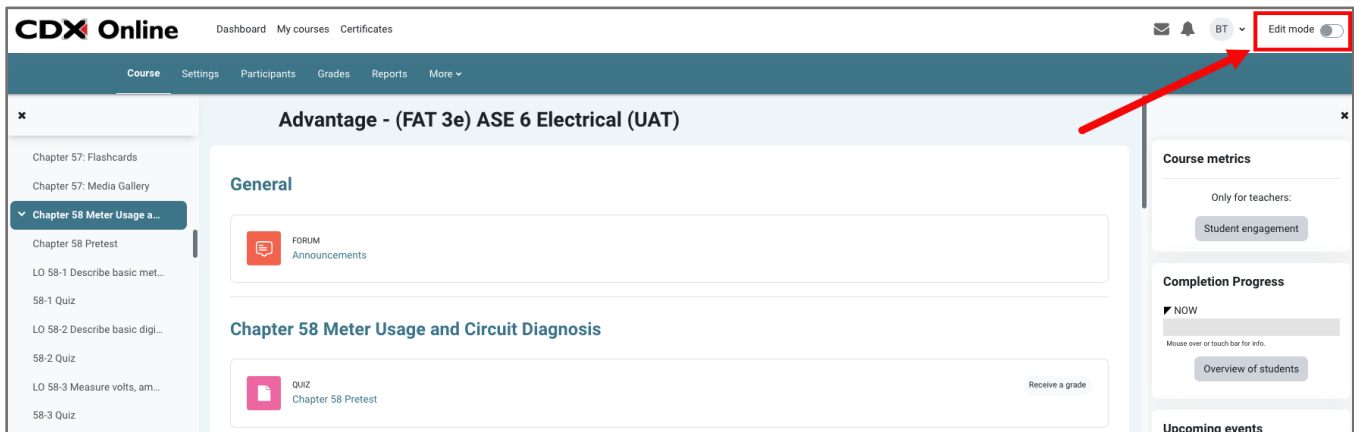 CDX Online
Dashboard My courses Certificates
BT
Edit mode
Course Settings Participants Grades Reports More
Advantage - (FAT 3e) ASE 6 Electrical (UAT)
Chapter 57: Flashcards
Chapter 57: Media Gallery
Chapter 58 Meter Usage a...
Chapter 58 Pretest
LO 58-1 Describe basic met...
58-1 Quiz
LO 58-2 Describe basic digi...
58-2 Quiz
LO 58-3 Measure volts, am...
58-3 Quiz
General
FORUM
Announcements
Chapter 58 Meter Usage and Circuit Diagnosis
QUIZ
Chapter 58 Pretest
Receive a grade
Course metrics
Only for teachers:
Student engagement
Completion Progress
NOW
Mouse over or touch bar for info.
Overview of students
Upcoming events